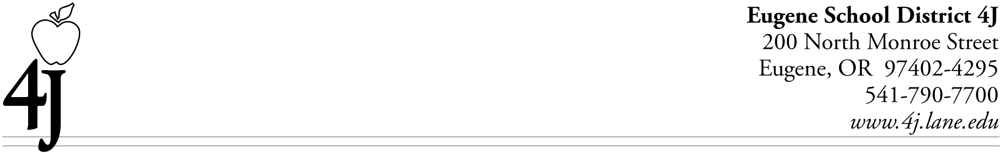 4J
Eugene School District 4J
200 North Monroe Street
Eugene, OR  97402-4295
541-790-7700
www.4j.lane.edu